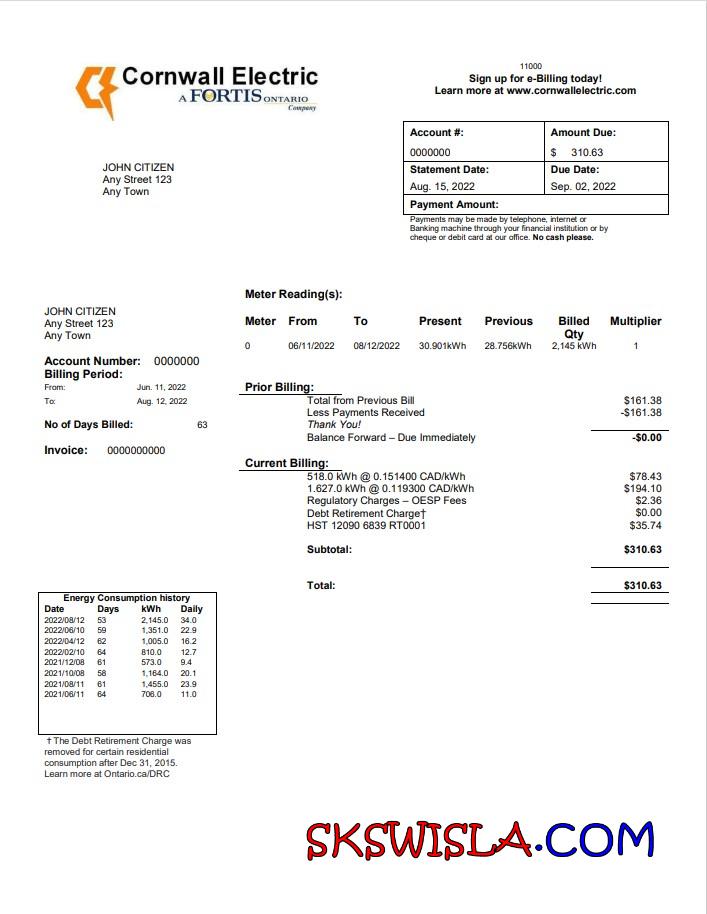 Cornwall Electric
A FORTIS ONTARIO
Company
11000
Sign up for e-Billing today!
Learn more at www.cornwallelectric.com
Account #: Amount Due:
0000000 $ 310.63
Statement Date: Due Date:
Aug. 15, 2022 Sep. 02, 2022
Payment Amount:
Payments may be made by telephone, internet or
Banking machine through your financial institution or by
cheque or debit card at our office. No cash please.
JOHN CITIZEN
Any Street 123
Any Town
JOHN CITIZEN
Any Street 123
Any Town
Account Number: 0000000
Billing Period:
From: Jun. 11, 2022
To: Aug. 12, 2022
No of Days Billed: 63
Invoice: 0000000000
Meter Reading(s):
Meter From To Present Previous Billed Multiplier
Qty
0 06/11/2022 08/12/2022 30.901kWh 28.756kWh 2,145 kWh 1
Prior Billing:
Total from Previous Bill $161.38
Less Payments Received -$161.38
Thank You!
Balance Forward – Due Immediately -$0.00
Current Billing:
518.0 kWh @ 0.151400 CAD/kWh $78.43
1.627.0 kWh @ 0.119300 CAD/kWh $194.10
Regulatory Charges – OESP Fees $2.36
Debt Retirement Charge† $0.00
HST 12090 6839 RT0001 $35.74
Subtotal: $310.63
Total: $310.63
Energy Consumption history
Date Days kWh Daily
2022/08/12 53 2,145.0 34.0
2022/06/10 59 1,351.0 22.9
2022/04/12 62 1,005.0 16.2
2022/02/10 64 810.0 12.7
2021/12/08 61 573.0 9.4
2021/10/08 58 1,164.0 20.1
2021/08/11 61 1,455.0 23.9
2021/06/11 64 706.0 11.0
† The Debt Retirement Charge was
removed for certain residential
consumption after Dec 31, 2015.
Learn more at Ontario.ca/DRC
SKSWISLA.COM